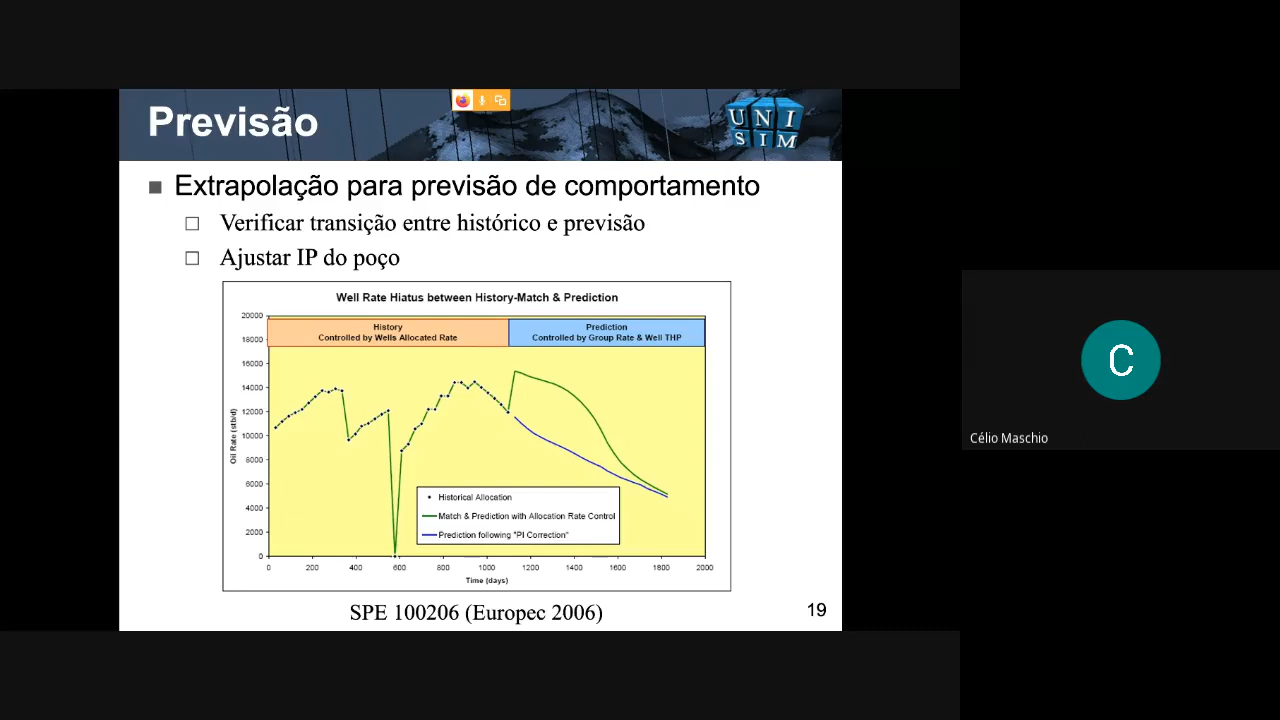 Previsão
UNI
SIM
Extrapolação para previsão de comportamento
Verificar transição entre histórico e previsão
Ajustar IP do poço
Well Rate Hiatus between History-Match & Prediction
History
Controlled by Wells Allocated Rate
Prediction
Controlled by Group Rate & Well THP
Oil Rate (stb/d)
20000
18000
16000
14000
12000
10000
8000
6000
4000
2000
0
Historical Allocation
Match & Prediction with Allocation Rate Control
Prediction following "PI Correction"
0 200 400 600 800 1000 1200 1400 1600 1800 2000
Time (days)
SPE 100206 (Europec 2006)
19
C
Célio Maschio